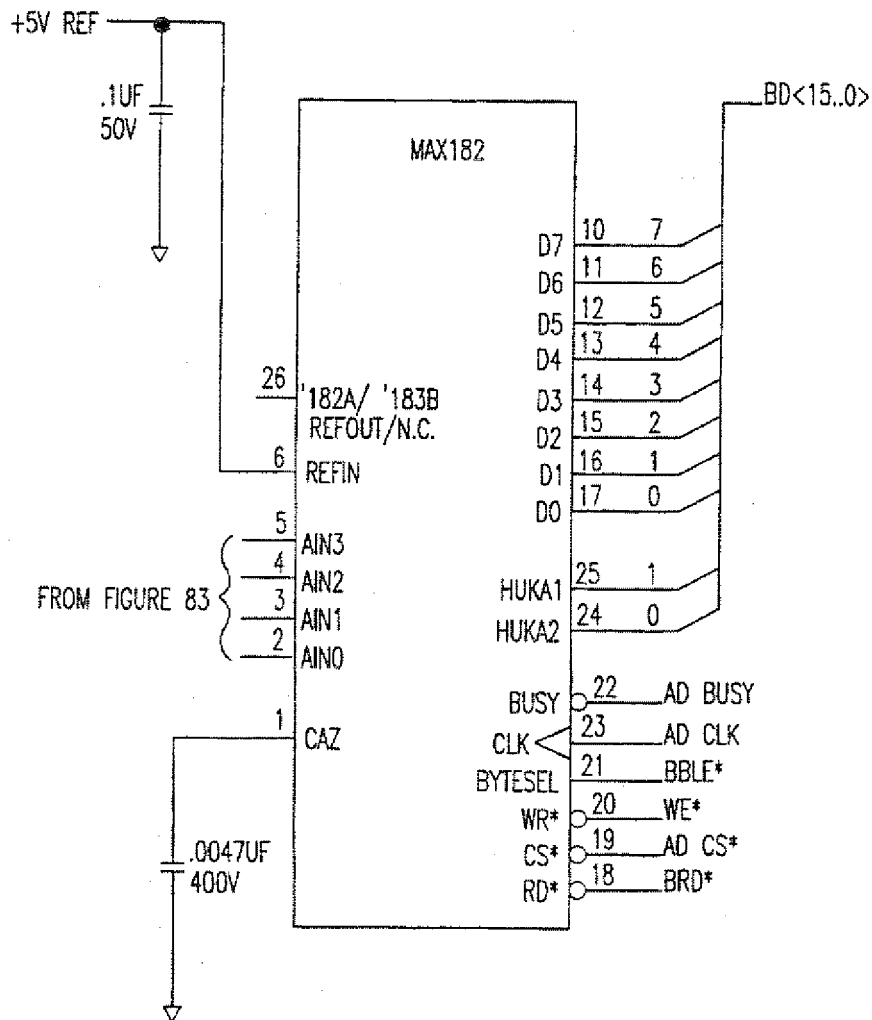 +5V REF
.1UF
50V
BD<15..0>
MAX182
D7 10 7
D6 11 6
D5 12 5
D4 13 4
D3 14 3
D2 15 2
D1 16 1
D0 17 0
26
'182A/ '183B
REFOUT/N.C.
6 REFIN
5 AIN3
4 AIN2
3 AIN1
2 AIN0
FROM FIGURE 83
HUKA1 25 1
HUKA2 24 0
1 CAZ
BUSY 22 AD BUSY
CLK 23 AD CLK
BYTESEL 21 BBLE*
WR* 20 WE*
CS* 19 AD CS*
RD* 18 BRD*
.0047UF
400V